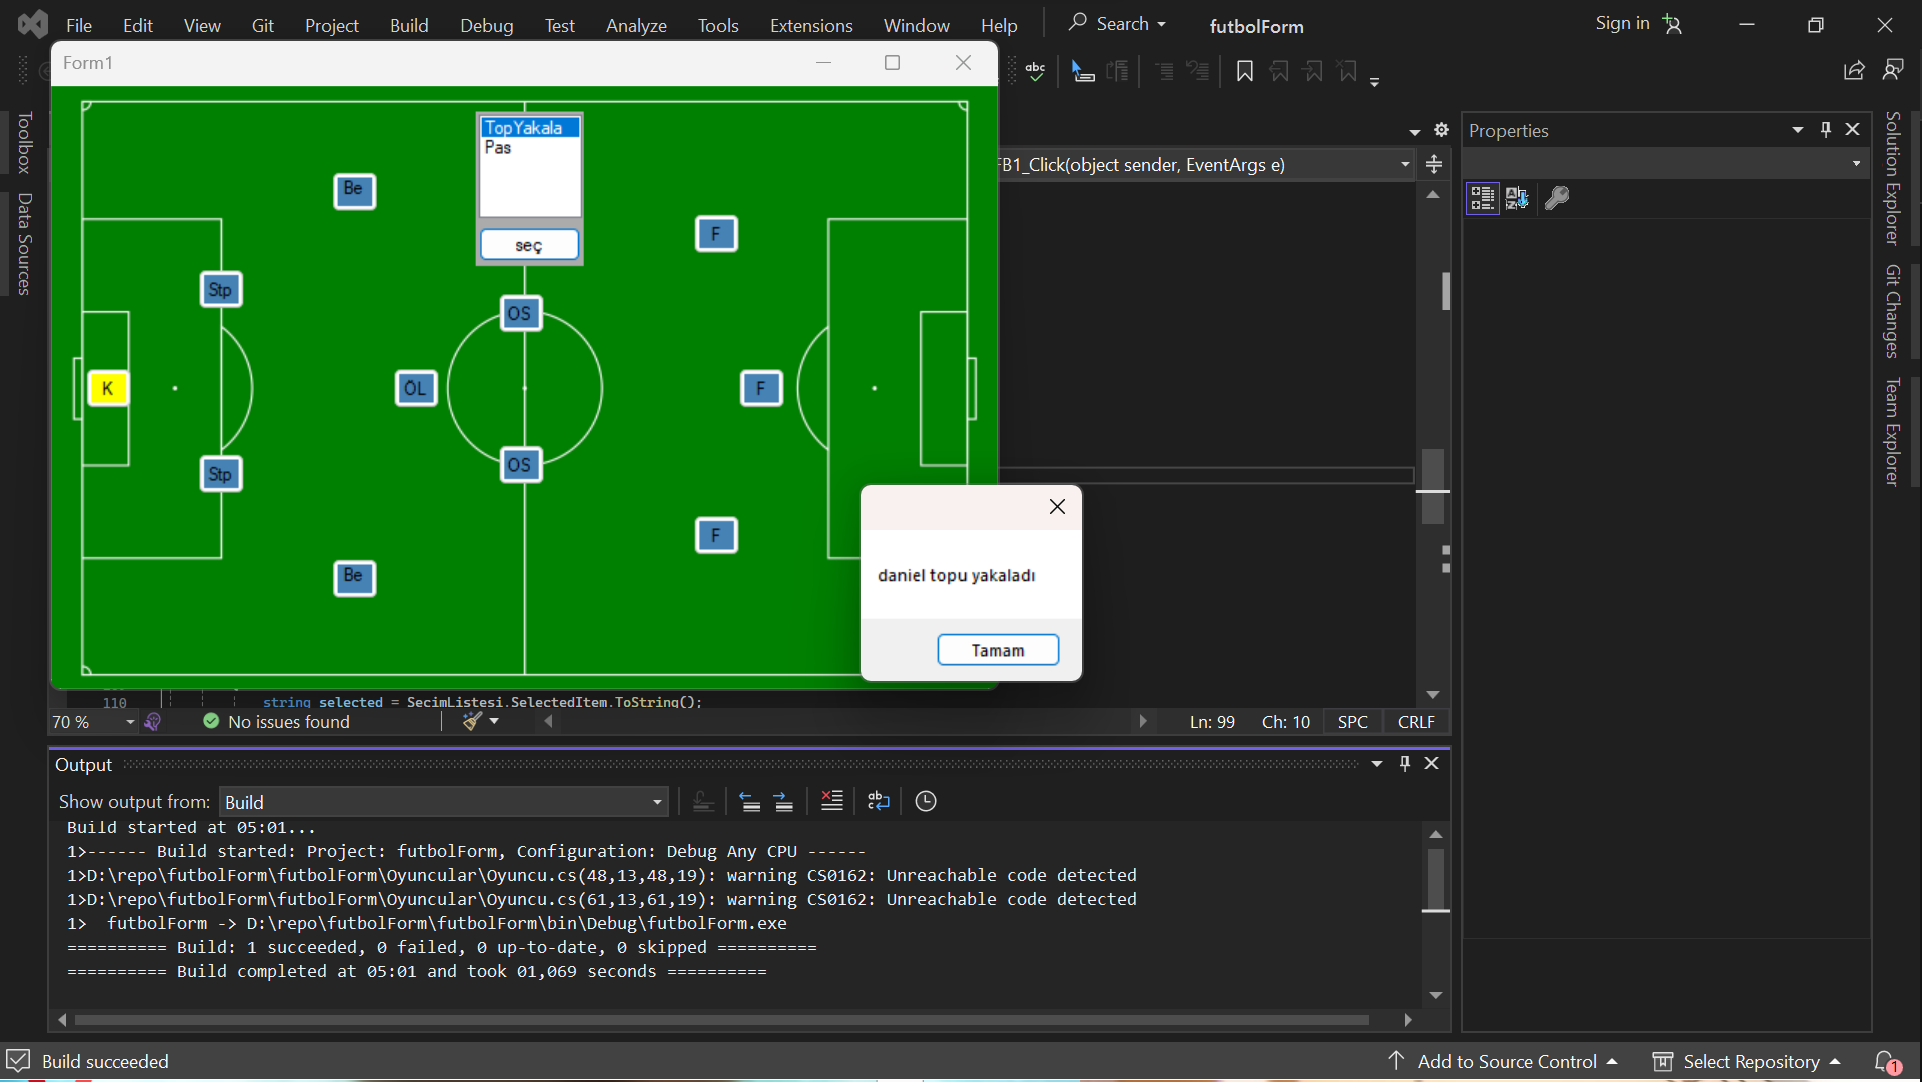 File Edit View Git Project Build Debug Test Analyze Tools Extensions Window Help Search futbolForm Sign in
Form1
Toolbox
Data Sources
TopYakala
Pas
seç
Be
F
Stp
OS
K
ÖL
F
Stp
OS
F
Be
daniel topu yakaladı
Tamam
FB1_Click(object sender, EventArgs e)
Properties
Solution Explorer
Git Changes
Team Explorer
110 string selected = SecimListesi.SelectedItem.ToString();
70 % No issues found Ln: 99 Ch: 10 SPC CRLF
Output
Show output from: Build
Build started at 05:01...
1>------ Build started: Project: futbolForm, Configuration: Debug Any CPU ------
1>D:\repo\futbolForm\futbolForm\Oyuncular\Oyuncu.cs(48,13,48,19): warning CS0162: Unreachable code detected
1>D:\repo\futbolForm\futbolForm\Oyuncular\Oyuncu.cs(61,13,61,19): warning CS0162: Unreachable code detected
1>  futbolForm -> D:\repo\futbolForm\futbolForm\bin\Debug\futbolForm.exe
========== Build: 1 succeeded, 0 failed, 0 up-to-date, 0 skipped ==========
========== Build completed at 05:01 and took 01,069 seconds ==========
Build succeeded Add to Source Control Select Repository 1